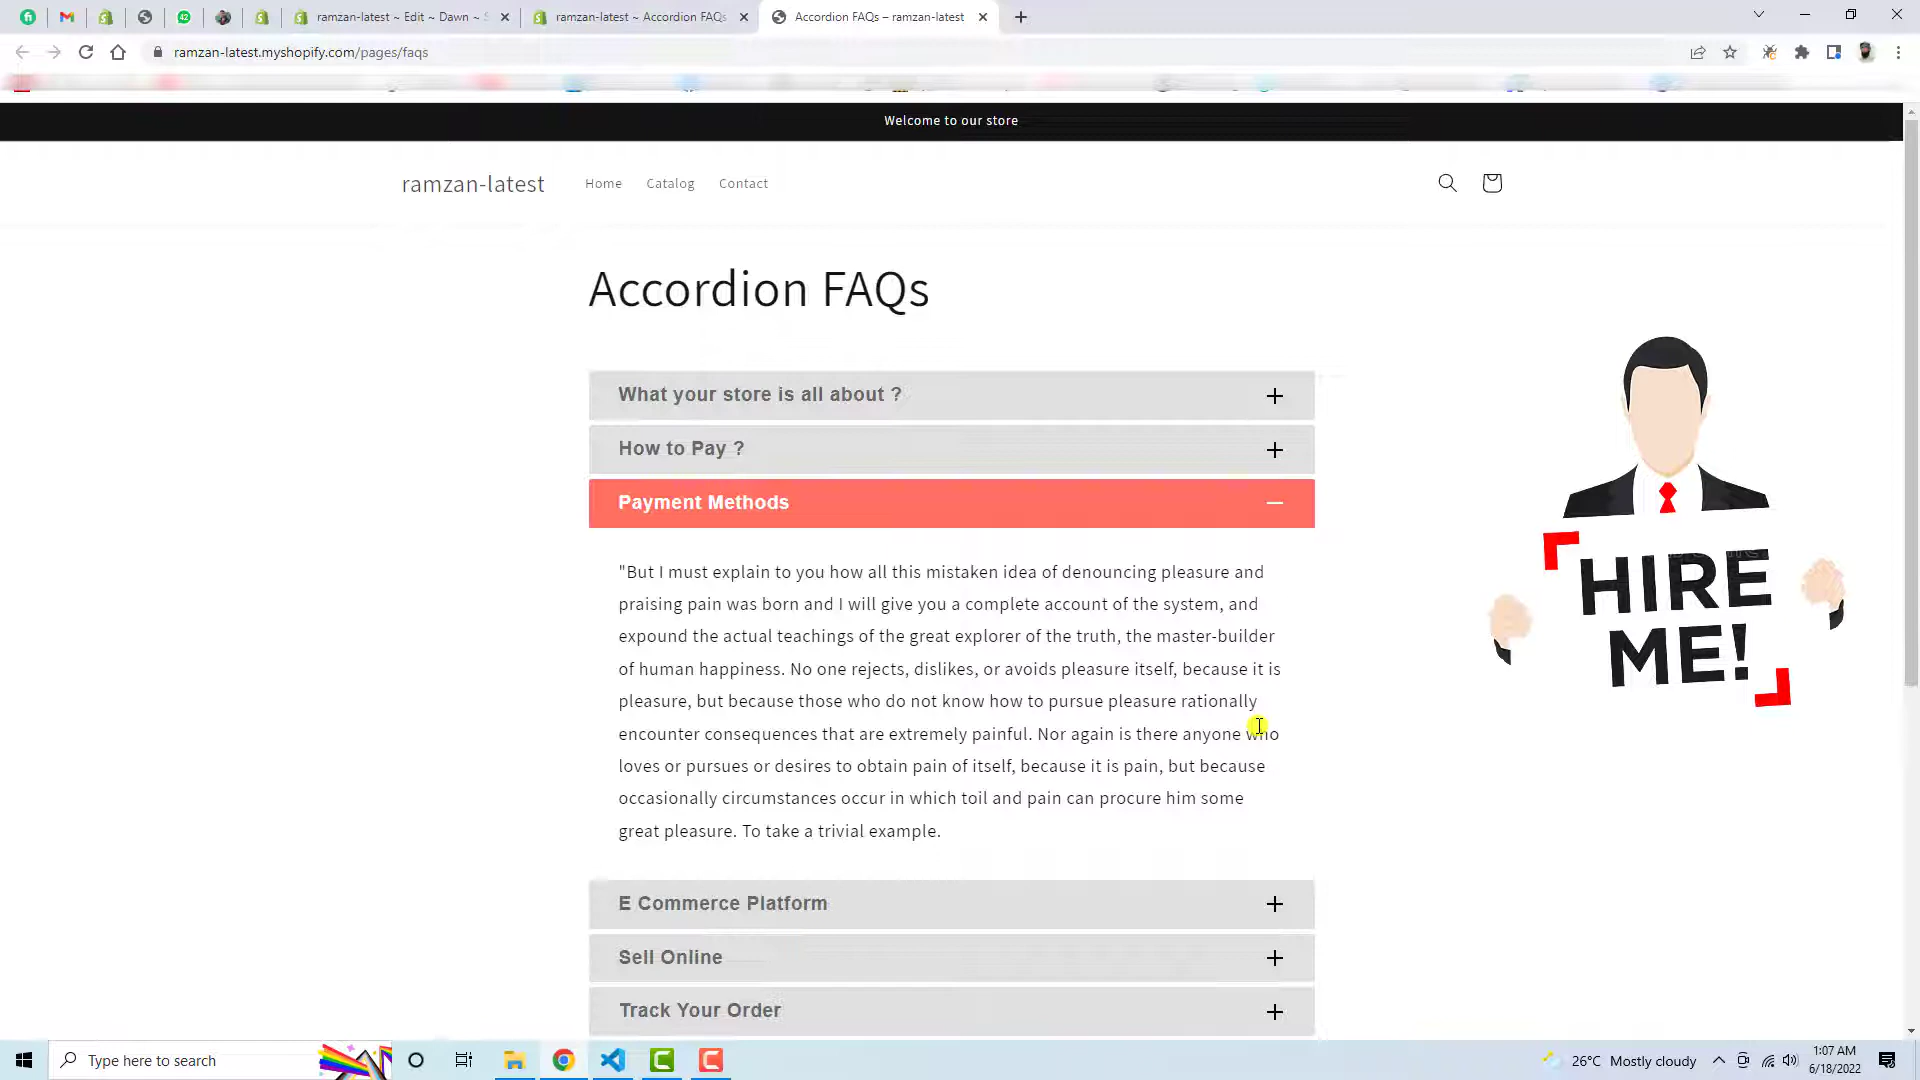 42
ramzan-latest ~ Edit ~ Dawn ~ S
ramzan-latest ~ Accordion FAQs
Accordion FAQs – ramzan-latest
ramzan-latest.myshopify.com/pages/faqs
Welcome to our store
ramzan-latest
Home
Catalog
Contact
Accordion FAQs
What your store is all about ?
How to Pay ?
Payment Methods
"But I must explain to you how all this mistaken idea of denouncing pleasure and
praising pain was born and I will give you a complete account of the system, and
expound the actual teachings of the great explorer of the truth, the master-builder
of human happiness. No one rejects, dislikes, or avoids pleasure itself, because it is
pleasure, but because those who do not know how to pursue pleasure rationally
encounter consequences that are extremely painful. Nor again is there anyone who
loves or pursues or desires to obtain pain of itself, because it is pain, but because
occasionally circumstances occur in which toil and pain can procure him some
great pleasure. To take a trivial example.
E Commerce Platform
Sell Online
Track Your Order
HIRE
ME!
Type here to search
26°C Mostly cloudy
1:07 AM
6/18/2022